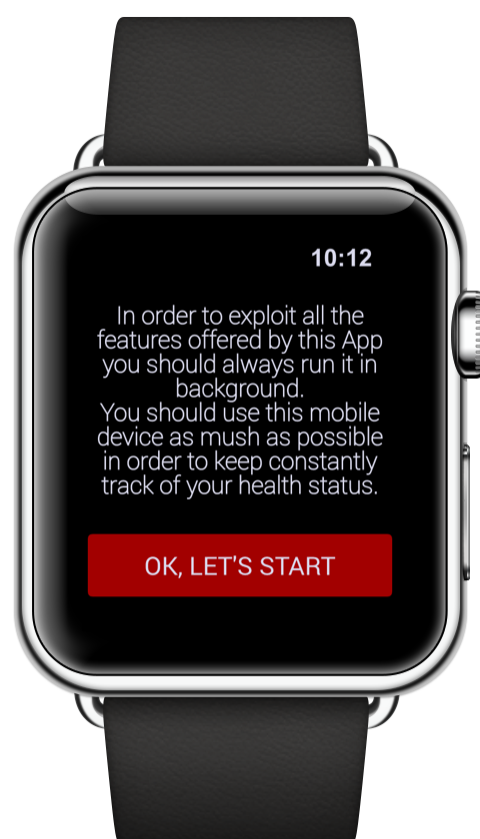 10:12
In order to exploit all the
features offered by this App
you should always run it in
background.
You should use this mobile
device as mush as possible
in order to keep constantly
track of your health status.
OK, LET'S START